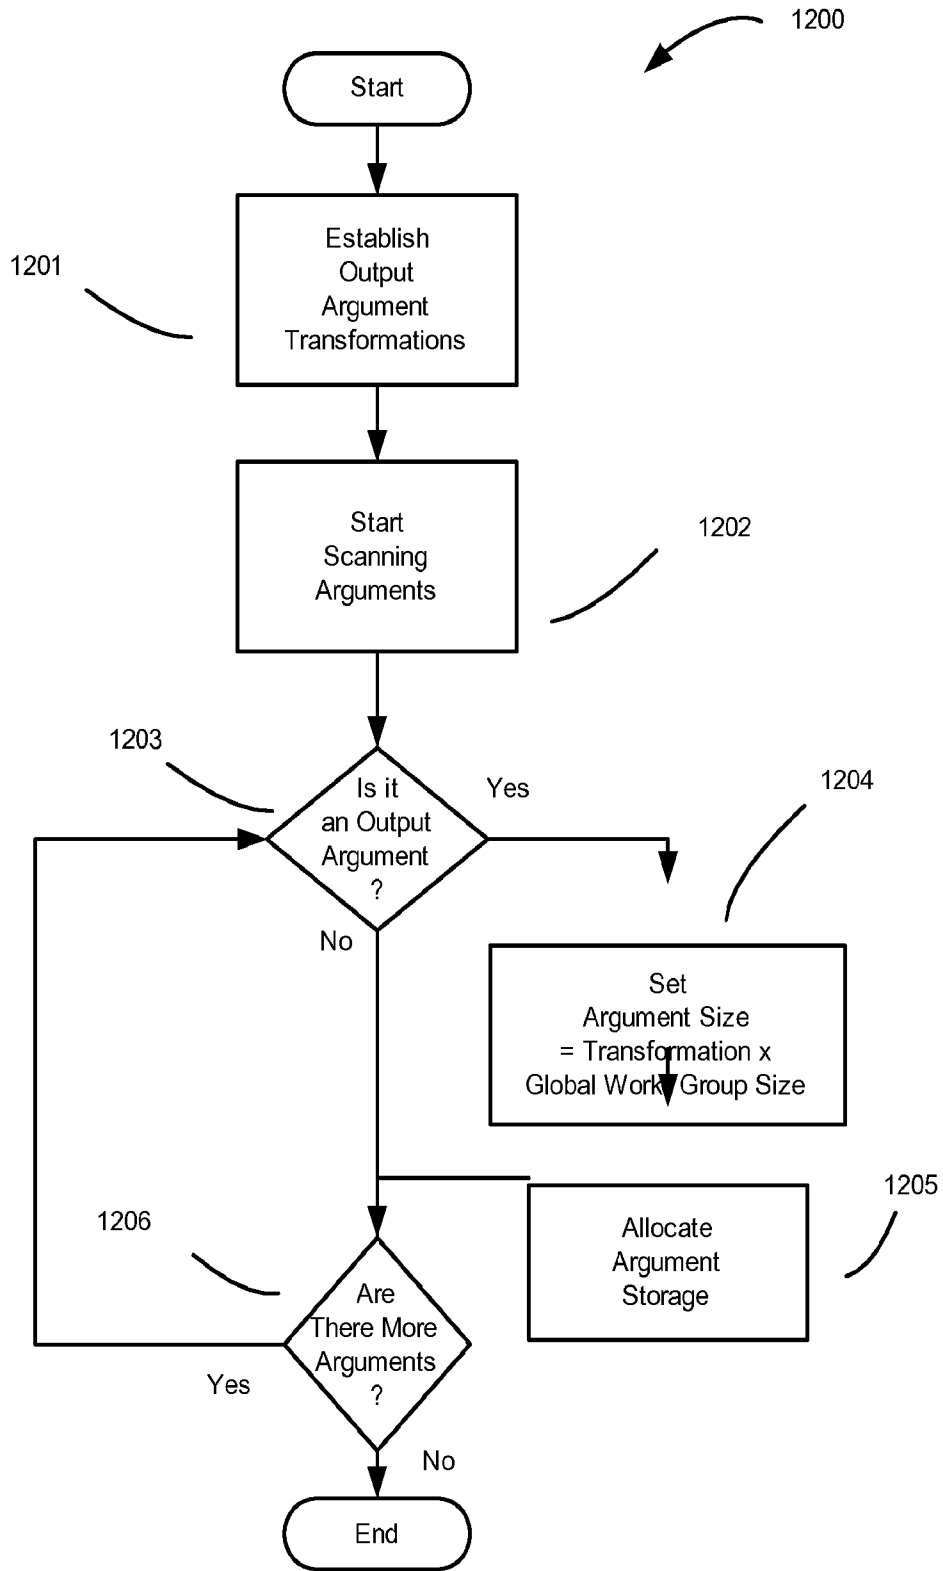 1200
Start
1201
Establish
Output
Argument
Transformations
1202
Start
Scanning
Arguments
1203
Is it
an Output
Argument
?
Yes
No
1204
Set
Argument Size
= Transformation x
Global Work Group Size
1205
Allocate
Argument
Storage
1206
Are
There More
Arguments
?
Yes
No
End